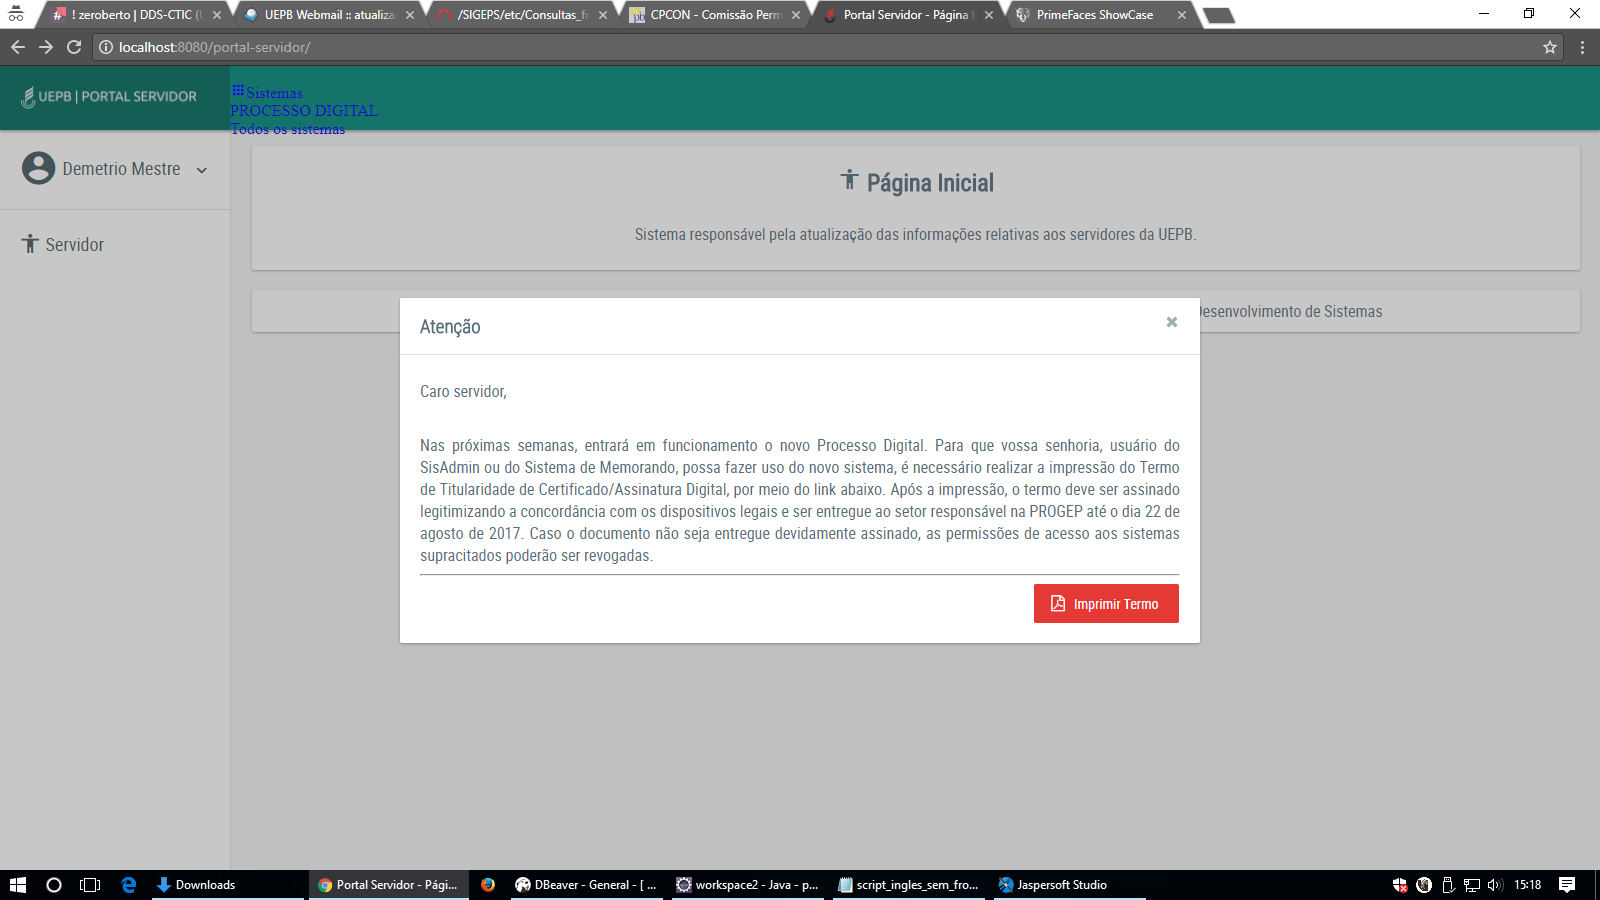 ! zeroberto | DDS-CTIC (U
UEPB Webmail :: atualiza
/SIGEPS/etc/Consultas_fr
CPCON - Comissão Perm
Portal Servidor - Página I
PrimeFaces ShowCase
localhost:8080/portal-servidor/
UEPB | PORTAL SERVIDOR
Sistemas
PROCESSO DIGITAL
Todos os sistemas
Demetrio Mestre
Servidor
Página Inicial
Sistema responsável pela atualização das informações relativas aos servidores da UEPB.
Desenvolvimento de Sistemas
Atenção
Caro servidor,
Nas próximas semanas, entrará em funcionamento o novo Processo Digital. Para que vossa senhoria, usuário do
SisAdmin ou do Sistema de Memorando, possa fazer uso do novo sistema, é necessário realizar a impressão do Termo
de Titularidade de Certificado/Assinatura Digital, por meio do link abaixo. Após a impressão, o termo deve ser assinado
legitimizando a concordância com os dispositivos legais e ser entregue ao setor responsável na PROGEP até o dia 22 de
agosto de 2017. Caso o documento não seja entregue devidamente assinado, as permissões de acesso aos sistemas
supracitados poderão ser revogadas.
Imprimir Termo
Downloads
Portal Servidor - Pági...
DBeaver - General - [ ...
workspace2 - Java - p...
script_ingles_sem_fro...
Jaspersoft Studio
15:18